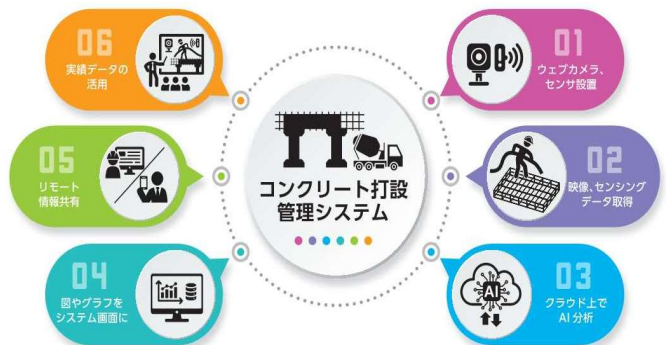 コンクリート打設
管理システム
01
ウェブカメラ、
センサ設置
02
映像、センシング
データ取得
03
クラウド上で
AI分析
AI
04
図やグラフを
システム画面に
05
リモート
情報共有
06
実績データの
活用